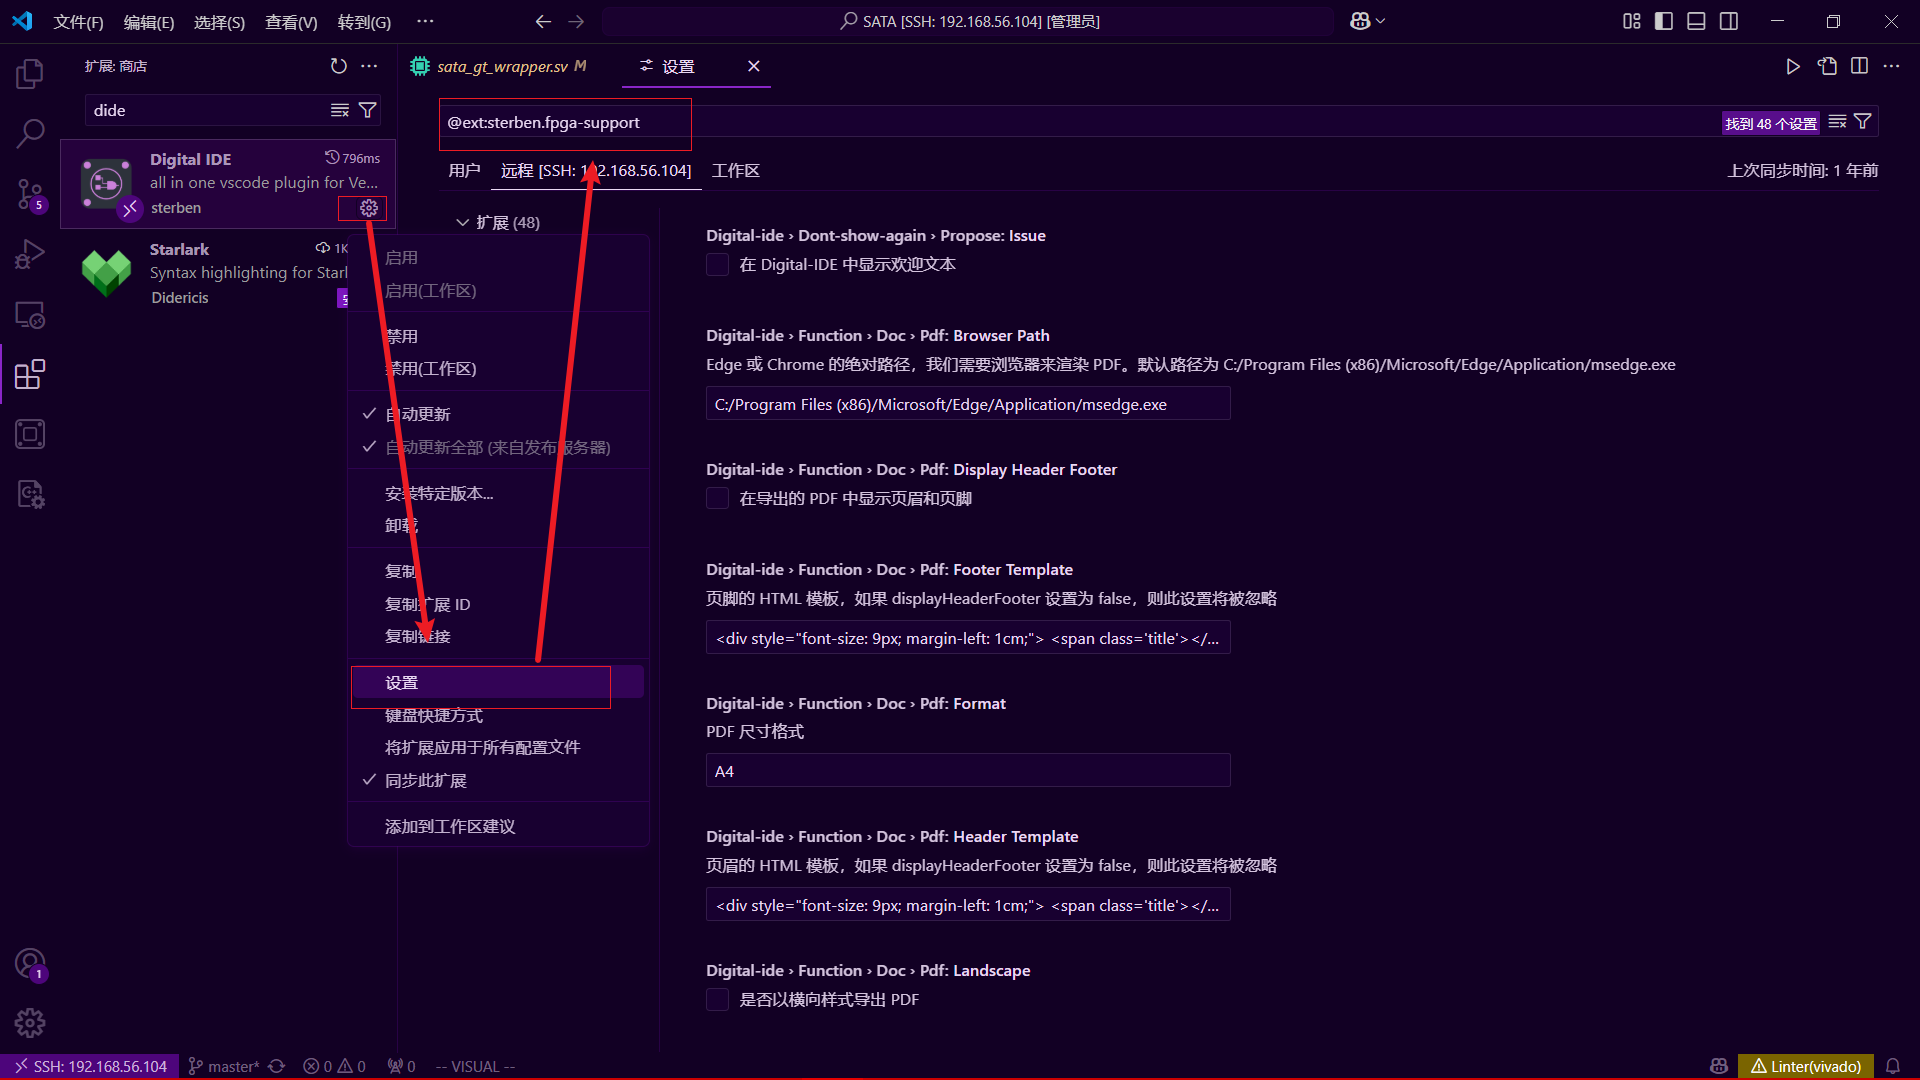 文件(F) 编辑(E) 选择(S) 查看(V) 转到(G) ···
SATA [SSH: 192.168.56.104] [管理员]
扩展: 商店
dide
Digital IDE
796ms
all in one vscode plugin for Ve...
sterben
Starlark
1K
Syntax highlighting for Starl
Didericis
5
1
启用
启用(工作区)
禁用
禁用(工作区)
自动更新
自动更新全部 (来自发布服务器)
安装特定版本...
卸载
复制
复制扩展 ID
复制链接
设置
键盘快捷方式
将扩展应用于所有配置文件
同步此扩展
添加到工作区建议
sata_gt_wrapper.sv M
设置
@ext:sterben.fpga-support
找到 48 个设置
用户 远程 [SSH: 192.168.56.104] 工作区
上次同步时间: 1 年前
扩展 (48)
Digital-ide › Dont-show-again › Propose: Issue
在 Digital-IDE 中显示欢迎文本
Digital-ide › Function › Doc › Pdf: Browser Path
Edge 或 Chrome 的绝对路径，我们需要浏览器来渲染 PDF。默认路径为 C:/Program Files (x86)/Microsoft/Edge/Application/msedge.exe
C:/Program Files (x86)/Microsoft/Edge/Application/msedge.exe
Digital-ide › Function › Doc › Pdf: Display Header Footer
在导出的 PDF 中显示页眉和页脚
Digital-ide › Function › Doc › Pdf: Footer Template
页脚的 HTML 模板，如果 displayHeaderFooter 设置为 false，则此设置将被忽略
<div style="font-size: 9px; margin-left: 1cm;"> <span class='title'></...
Digital-ide › Function › Doc › Pdf: Format
PDF 尺寸格式
A4
Digital-ide › Function › Doc › Pdf: Header Template
页眉的 HTML 模板，如果 displayHeaderFooter 设置为 false，则此设置将被忽略
<div style="font-size: 9px; margin-left: 1cm;"> <span class='title'></...
Digital-ide › Function › Doc › Pdf: Landscape
是否以横向样式导出 PDF
SSH: 192.168.56.104 master* 0 0 0 -- VISUAL --
Linter(vivado)